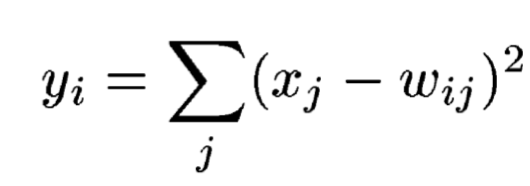 y_i = \sum_j (x_j - w_{ij})^2